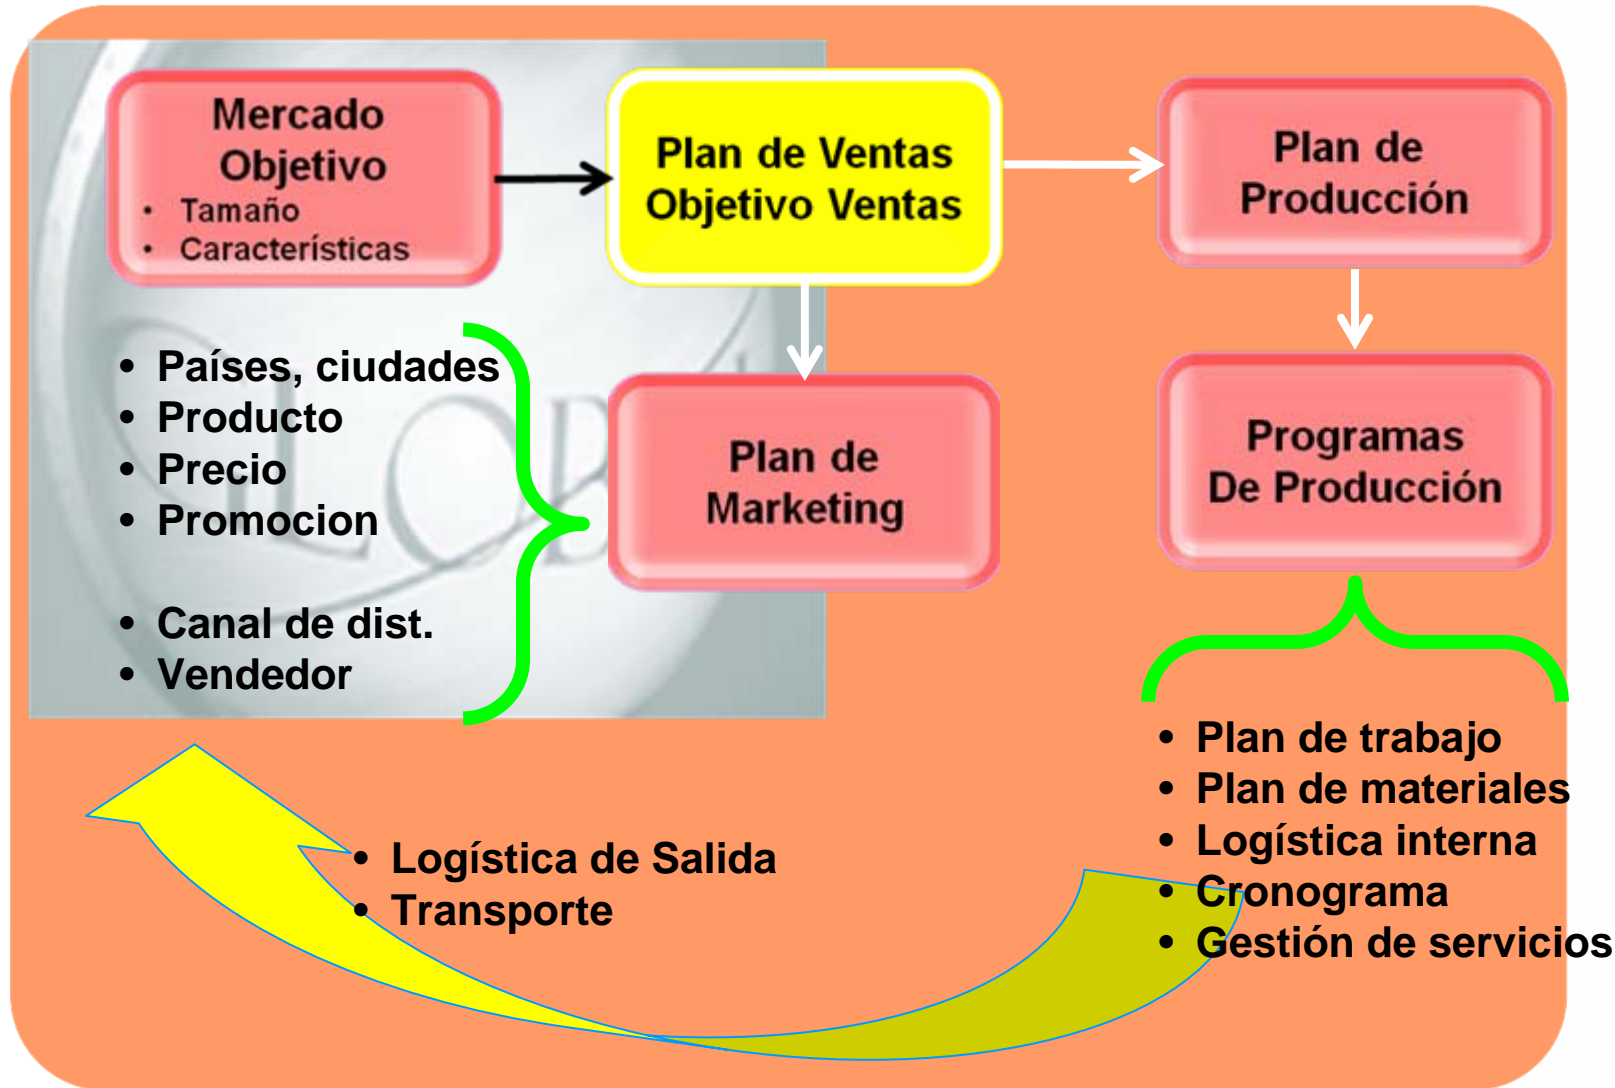 Mercado
Objetivo
• Tamaño
• Características
Plan de Ventas
Objetivo Ventas
Plan de
Producción
• Países, ciudades
• Producto
• Precio
• Promocion
• Canal de dist.
• Vendedor
Plan de
Marketing
Programas
De Producción
• Plan de trabajo
• Plan de materiales
• Logística interna
• Cronograma
• Gestión de servicios
• Logística de Salida
• Transporte